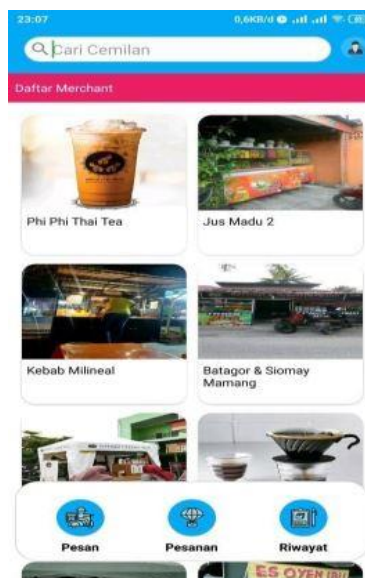 23:07
0,6KB/d
Cari Cemilan
Daftar Merchant
Phi Phi Thai Tea
Jus Madu 2
Kebab Milineal
Batagor & Siomay
Mamang
Pesan
Pesanan
Riwayat
ES OYEN